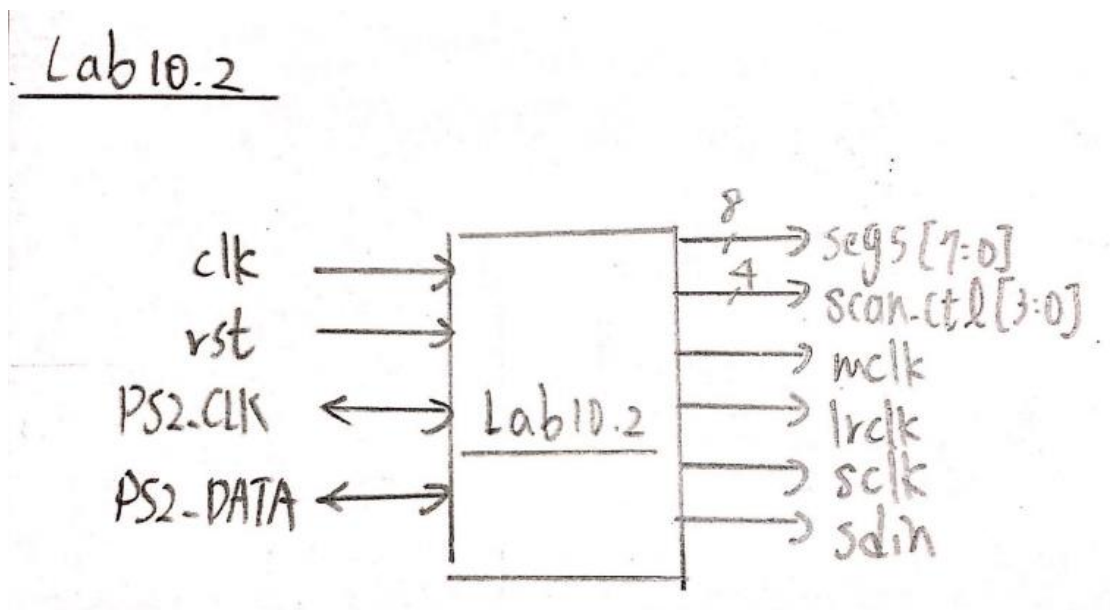 Lab10.2
clk
rst
PS2_CLK
PS2_DATA
Lab10.2
8
segs[7:0]
4
scan_ctl[3:0]
mclk
lrclk
sclk
sdin